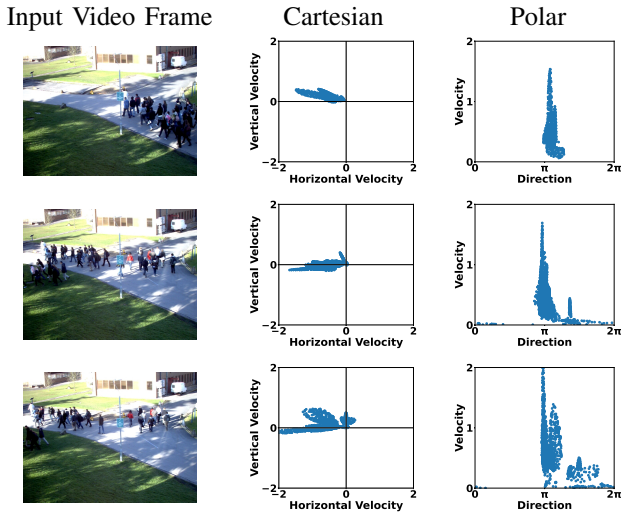 Input Video Frame Cartesian Polar
2
0
−2
Vertical Velocity
−2 0 2
Horizontal Velocity
2
1
0
Velocity
0 π 2π
Direction
2
0
−2
Vertical Velocity
−2 0 2
Horizontal Velocity
2
1
0
Velocity
0 π 2π
Direction
2
0
−2
Vertical Velocity
−2 0 2
Horizontal Velocity
2
1
0
Velocity
0 π 2π
Direction